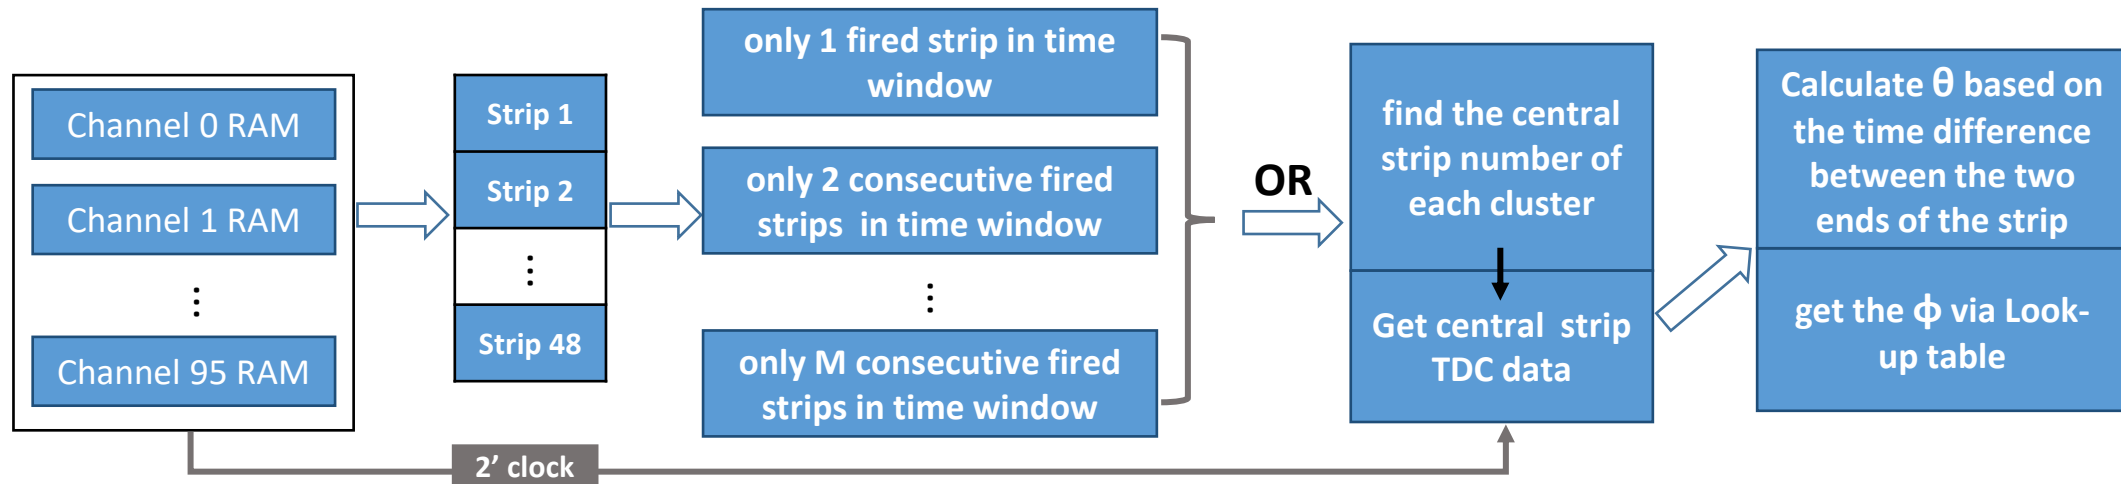 Channel 0 RAM
Channel 1 RAM
⋮
Channel 95 RAM
Strip 1
Strip 2
⋮
Strip 48
only 1 fired strip in time
window
only 2 consecutive fired
strips in time window
⋮
only M consecutive fired
strips in time window
OR
find the central
strip number of
each cluster
Get central strip
TDC data
Calculate θ based on
the time difference
between the two
ends of the strip
get the ϕ via Look-
up table
2’ clock